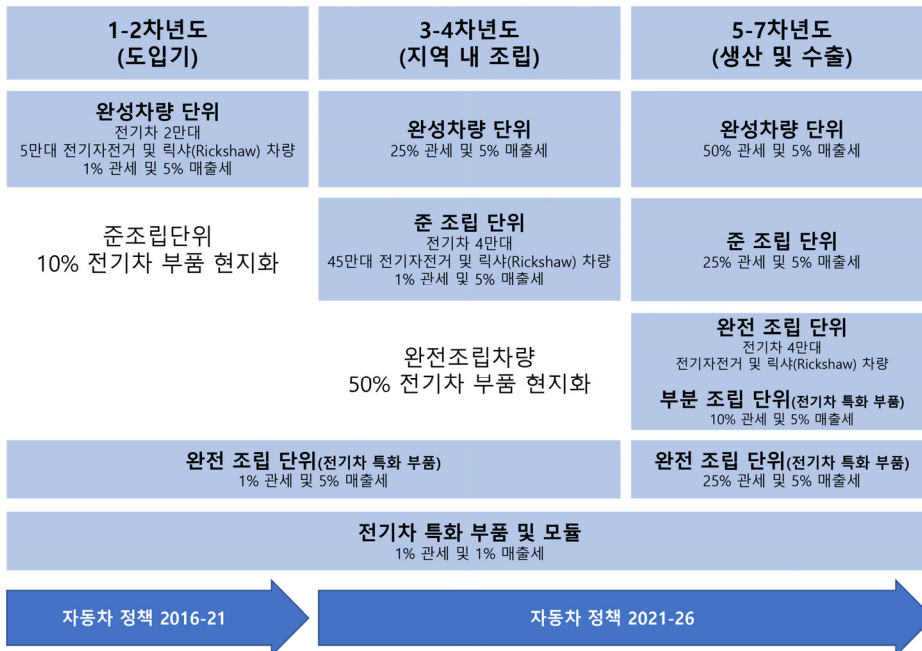 1-2차년도
(도입기)
3-4차년도
(지역 내 조립)
5-7차년도
(생산 및 수출)
완성차량 단위
전기차 2만대
5만대 전기자전거 및 릭샤(Rickshaw) 차량
1% 관세 및 5% 매출세
완성차량 단위
25% 관세 및 5% 매출세
완성차량 단위
50% 관세 및 5% 매출세
준조립단위
10% 전기차 부품 현지화
준 조립 단위
전기차 4만대
45만대 전기자전거 및 릭샤(Rickshaw) 차량
1% 관세 및 5% 매출세
준 조립 단위
25% 관세 및 5% 매출세
완전조립차량
50% 전기차 부품 현지화
완전 조립 단위
전기차 4만대
전기자전거 및 릭샤(Rickshaw) 차량
부분 조립 단위(전기차 특화 부품)
10% 관세 및 5% 매출세
완전 조립 단위(전기차 특화 부품)
1% 관세 및 5% 매출세
완전 조립 단위(전기차 특화 부품)
25% 관세 및 5% 매출세
전기차 특화 부품 및 모듈
1% 관세 및 1% 매출세
자동차 정책 2016-21
자동차 정책 2021-26